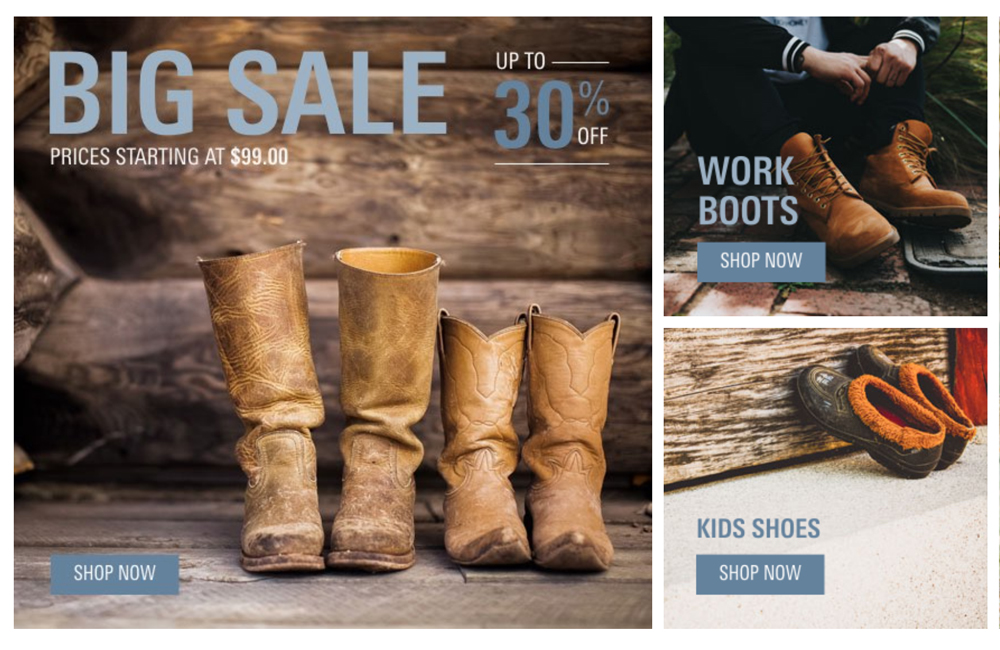 BIG SALE
PRICES STARTING AT $99.00
UP TO
30%
OFF
SHOP NOW
WORK
BOOTS
SHOP NOW
KIDS SHOES
SHOP NOW